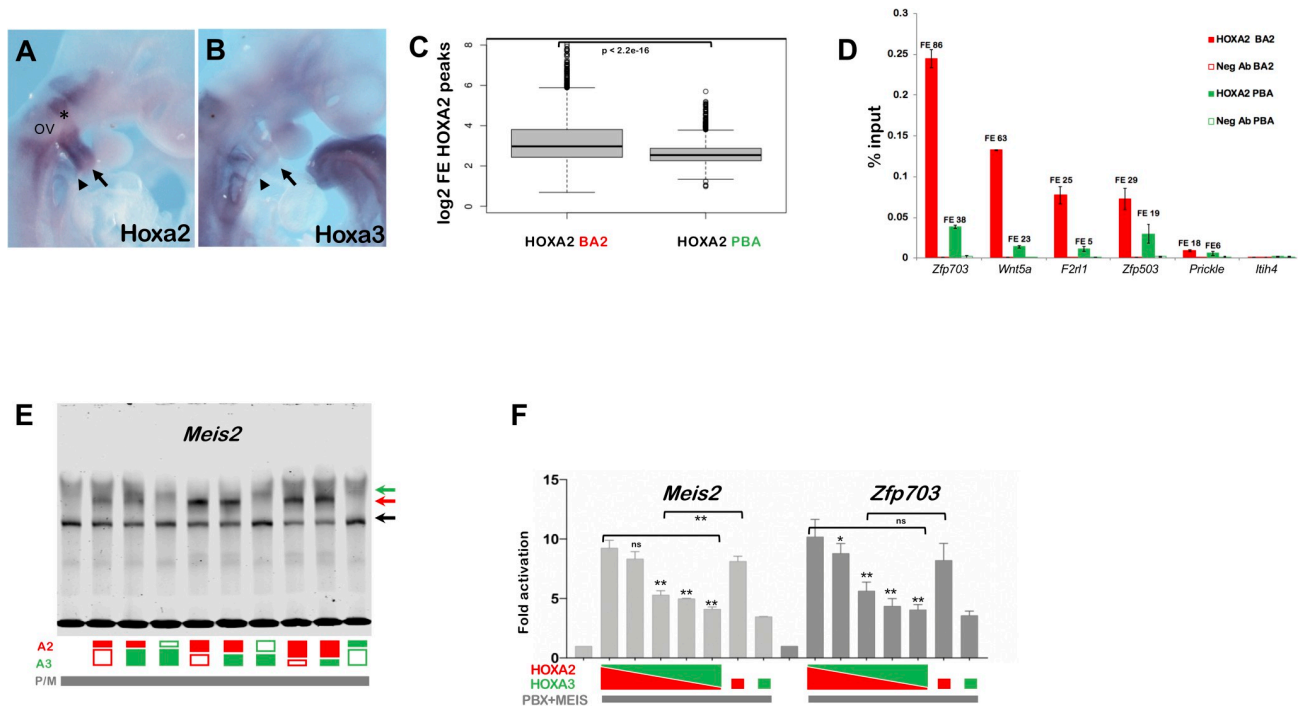 A
*
OV
Hoxa2
B
Hoxa3
C
log2 FE HOXA2 peaks
8
6
4
2
0
p < 2.2e-16
HOXA2 BA2
HOXA2 PBA
D
% input
0.3
0.25
0.2
0.15
0.1
0.05
0
FE 86
FE 38
FE 63
FE 23
FE 25
FE 5
FE 29
FE 19
FE 18
FE6
Zfp703
Wnt5a
F2rl1
Zfp503
Prickle
Itih4
HOXA2 BA2
Neg Ab BA2
HOXA2 PBA
Neg Ab PBA
E
Meis2
A2
A3
P/M
F
Fold activation
15
10
5
0
Meis2
Zfp703
**
ns
ns
**
**
**
*
**
**
**
HOXA2
HOXA3
PBX+MEIS